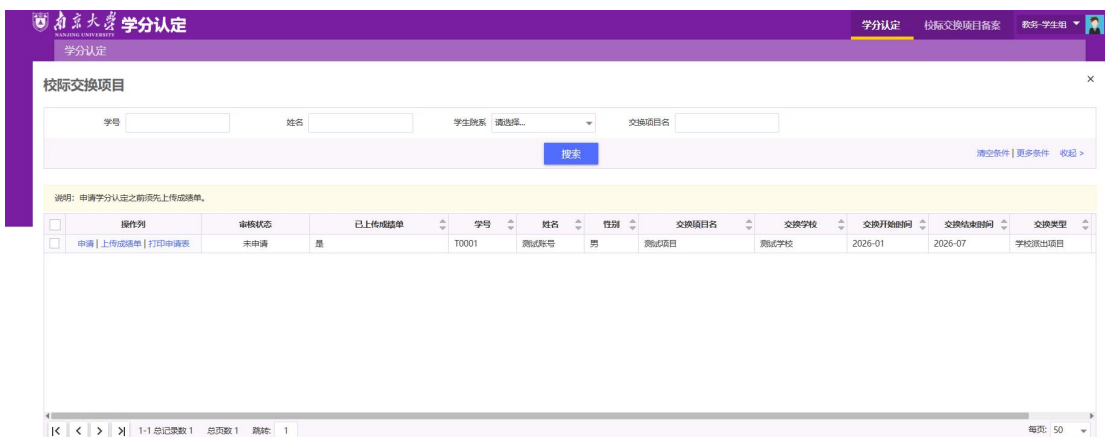 南京大学 学分认定
NANJING UNIVERSITY
学分认定 校际交换项目备案 教务-学生组
学分认定
校际交换项目 ×
学号 姓名 学生院系 请选择... 交换项目名
搜索 清空条件 | 更多条件 收起 >
说明：申请学分认定之前须先上传成绩单。
操作列 审核状态 已上传成绩单 学号 姓名 性别 交换项目名 交换学校 交换开始时间 交换结束时间 交换类型
申请 | 上传成绩单 | 打印申请表 未申请 是 T0001 测试账号 男 测试项目 测试学校 2026-01 2026-07 学校派出项目
1-1 总记录数 1 总页数 1 跳转: 1 每页: 50